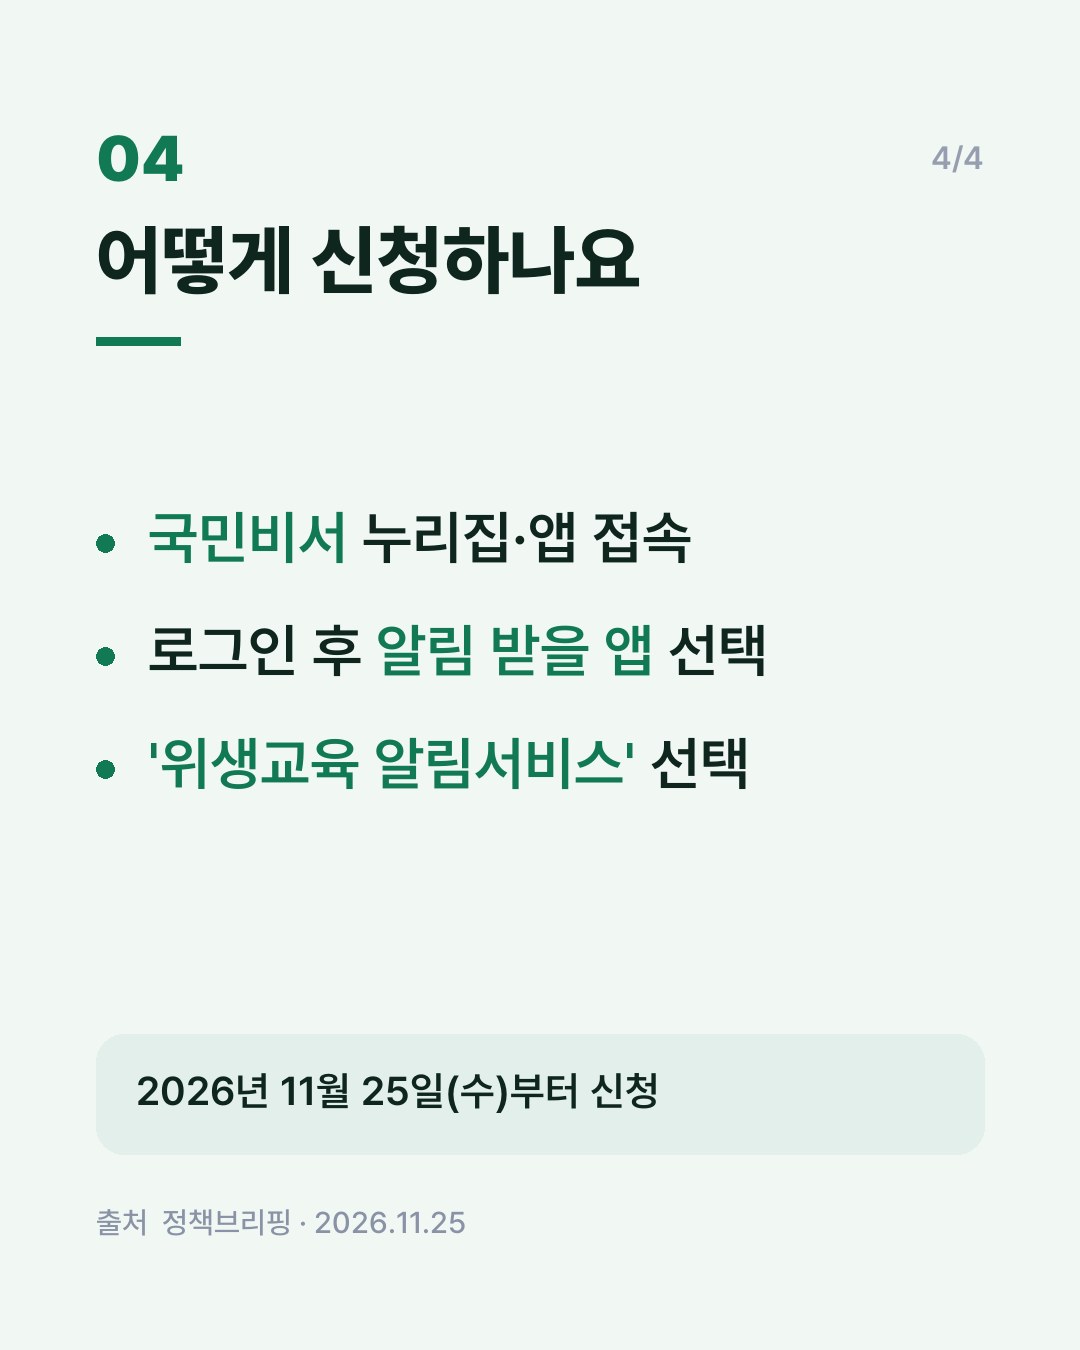 04
4/4
어떻게 신청하나요
• 국민비서 누리집·앱 접속
• 로그인 후 알림 받을 앱 선택
• '위생교육 알림서비스' 선택
2026년 11월 25일(수)부터 신청
출처 정책브리핑 · 2026.11.25